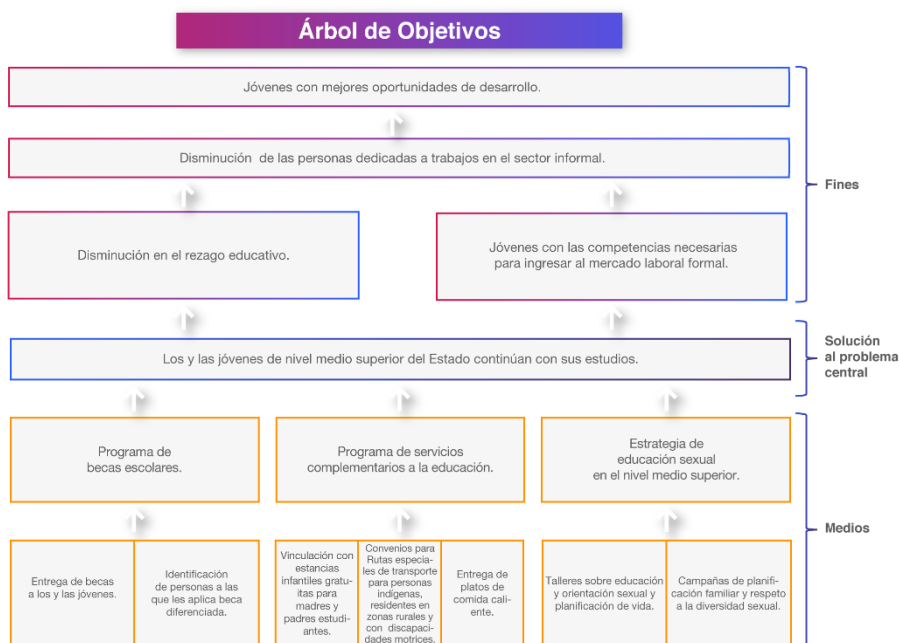 Árbol de Objetivos
Jóvenes con mejores oportunidades de desarrollo.
Disminución de las personas dedicadas a trabajos en el sector informal.
Fines
Disminución en el rezago educativo.
Jóvenes con las competencias necesarias
para ingresar al mercado laboral formal.
Los y las jóvenes de nivel medio superior del Estado continúan con sus estudios.
Solución
al problema
central
Programa de
becas escolares.
Programa de servicios
complementarios a la educación.
Estrategia de
educación sexual
en el nivel medio superior.
Medios
Entrega de becas
a los y las jóvenes.
Identificación
de personas a las
que les aplica beca
diferenciada.
Vinculación con
estancias
infantiles gratu-
itas para
madres y
padres estudi-
antes.
Convenios para
Rutas especia-
les de transporte
para personas
indígenas,
residentes en
zonas rurales y
con discapaci-
dades motrices.
Entrega de
platos de
comida cali-
ente.
Talleres sobre educación
y orientación sexual y
planificación de vida.
Campañas de planifi-
cación familiar y respeto
a la diversidad sexual.